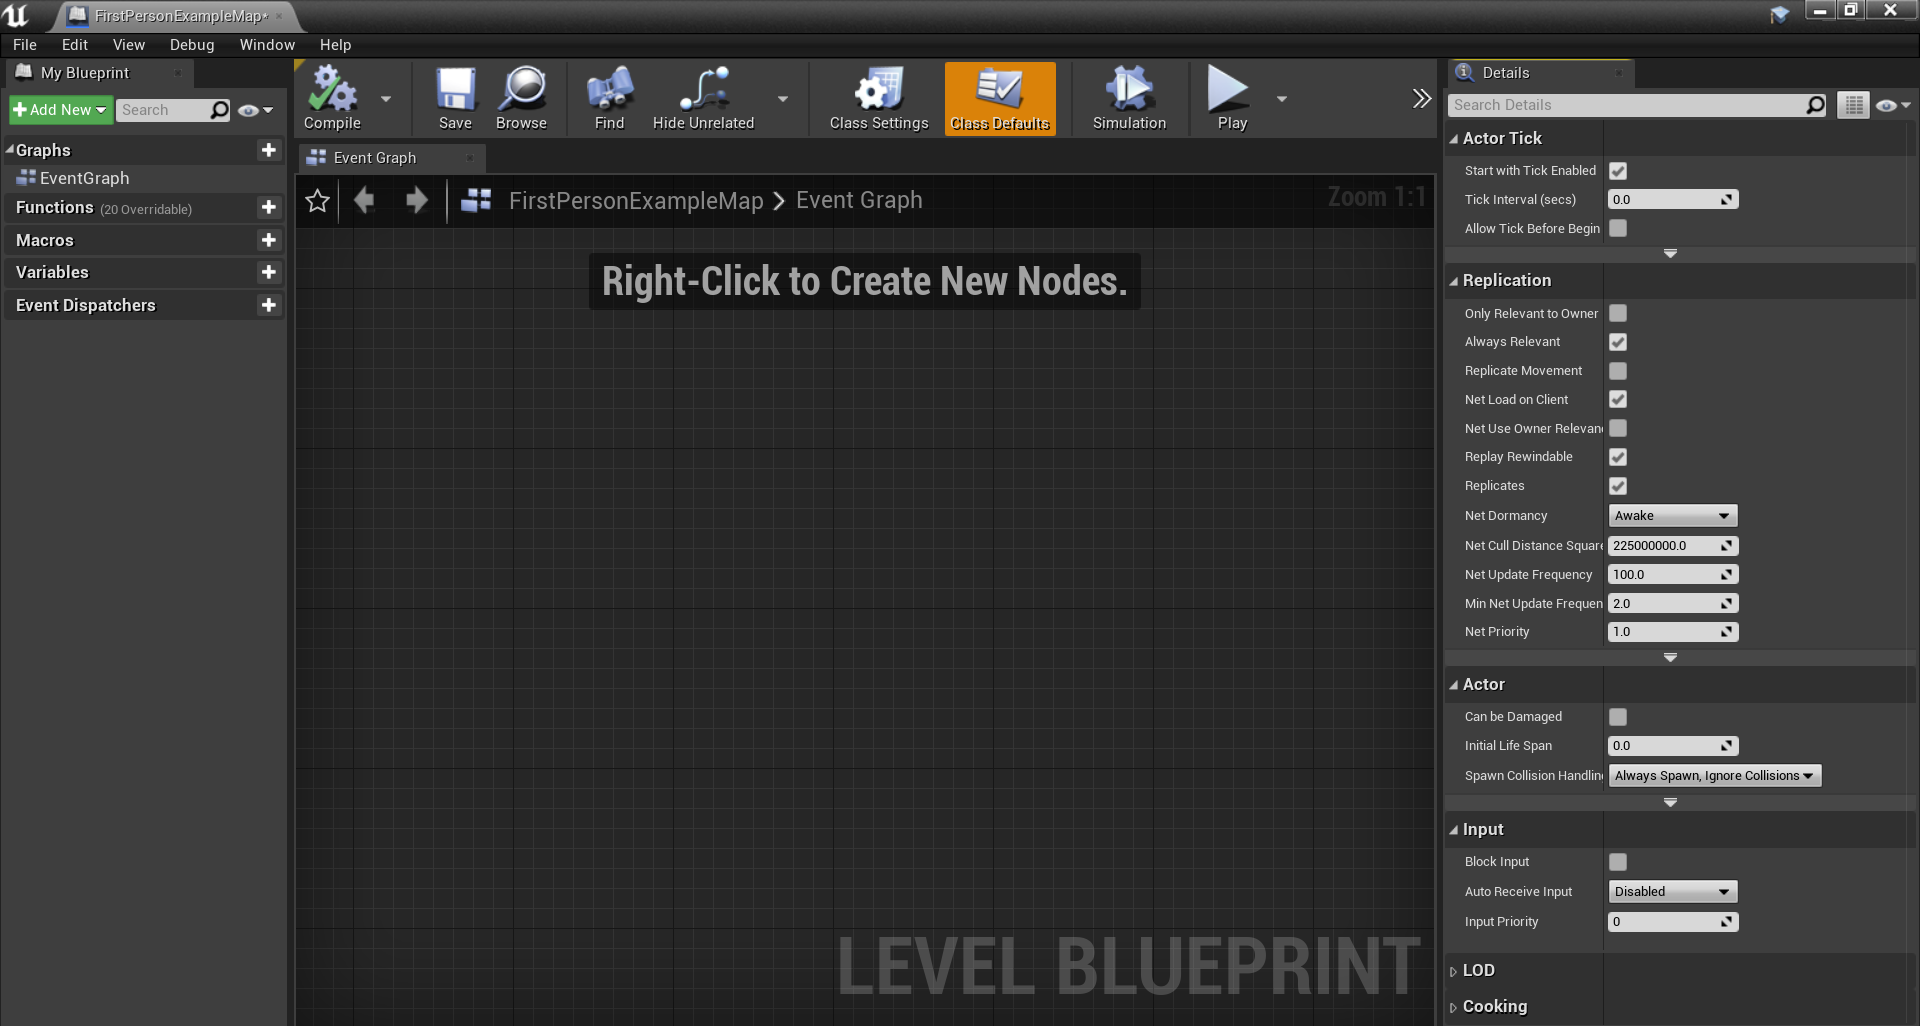 FirstPersonExampleMap*
File Edit View Debug Window Help
My Blueprint
Add New Search
Graphs
EventGraph
Functions (20 Overridable)
Macros
Variables
Event Dispatchers
Compile Save Browse Find Hide Unrelated Class Settings Class Defaults Simulation Play
Event Graph
FirstPersonExampleMap > Event Graph
Zoom 1:1
Right-Click to Create New Nodes.
LEVEL BLUEPRINT
Details
Search Details
Actor Tick
Start with Tick Enabled
Tick Interval (secs) 0.0
Allow Tick Before Begin
Replication
Only Relevant to Owner
Always Relevant
Replicate Movement
Net Load on Client
Net Use Owner Relevan
Replay Rewindable
Replicates
Net Dormancy Awake
Net Cull Distance Square 225000000.0
Net Update Frequency 100.0
Min Net Update Frequen 2.0
Net Priority 1.0
Actor
Can be Damaged
Initial Life Span 0.0
Spawn Collision Handlin Always Spawn, Ignore Collisions
Input
Block Input
Auto Receive Input Disabled
Input Priority 0
LOD
Cooking